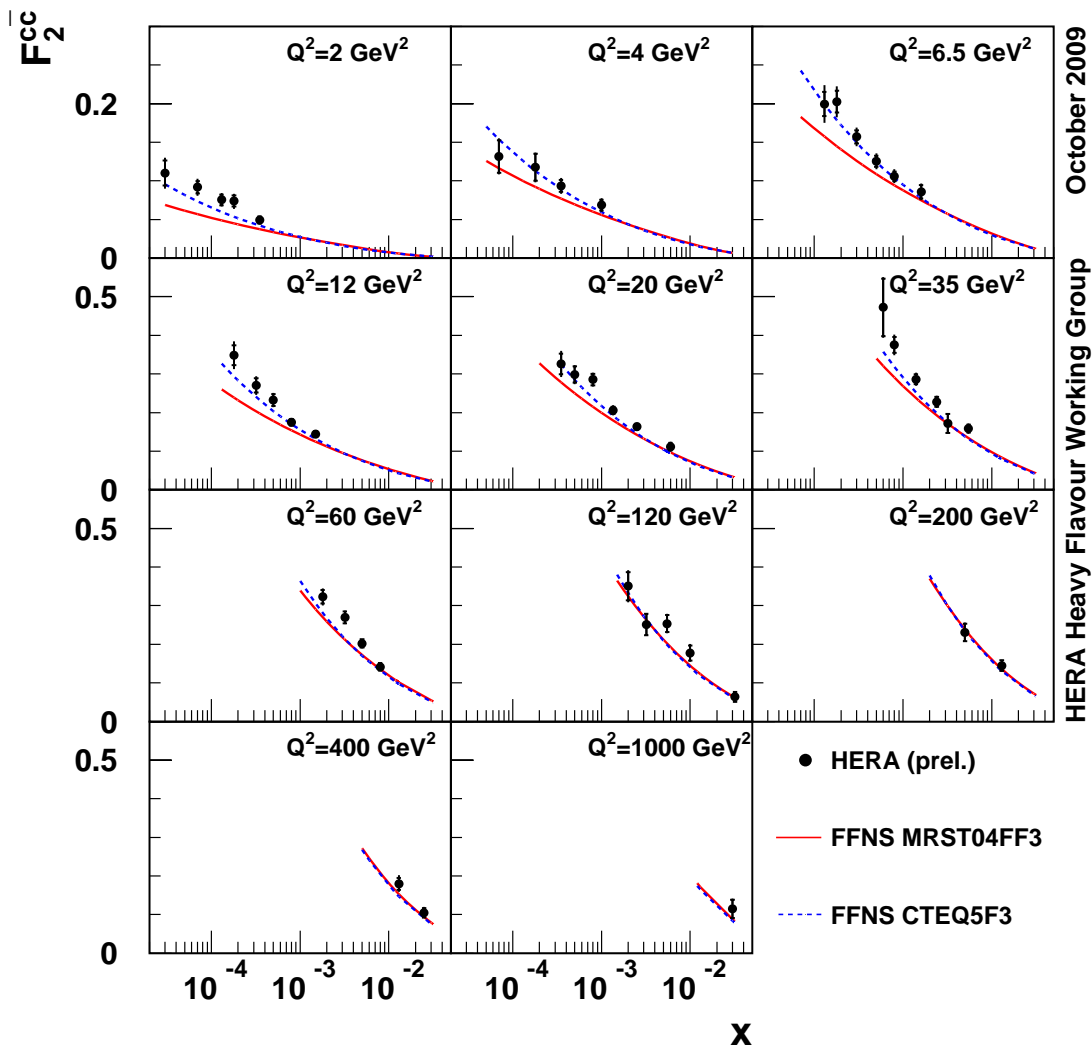 F₂^cc̄
Q²=2 GeV²
Q²=4 GeV²
Q²=6.5 GeV²
0.2
0
Q²=12 GeV²
Q²=20 GeV²
Q²=35 GeV²
0.5
0
Q²=60 GeV²
Q²=120 GeV²
Q²=200 GeV²
0.5
0
Q²=400 GeV²
Q²=1000 GeV²
0.5
0
HERA (prel.)
FFNS MRST04FF3
FFNS CTEQ5F3
10⁻⁴ 10⁻³ 10⁻² 10⁻⁴ 10⁻³ 10⁻²
x
HERA Heavy Flavour Working Group October 2009